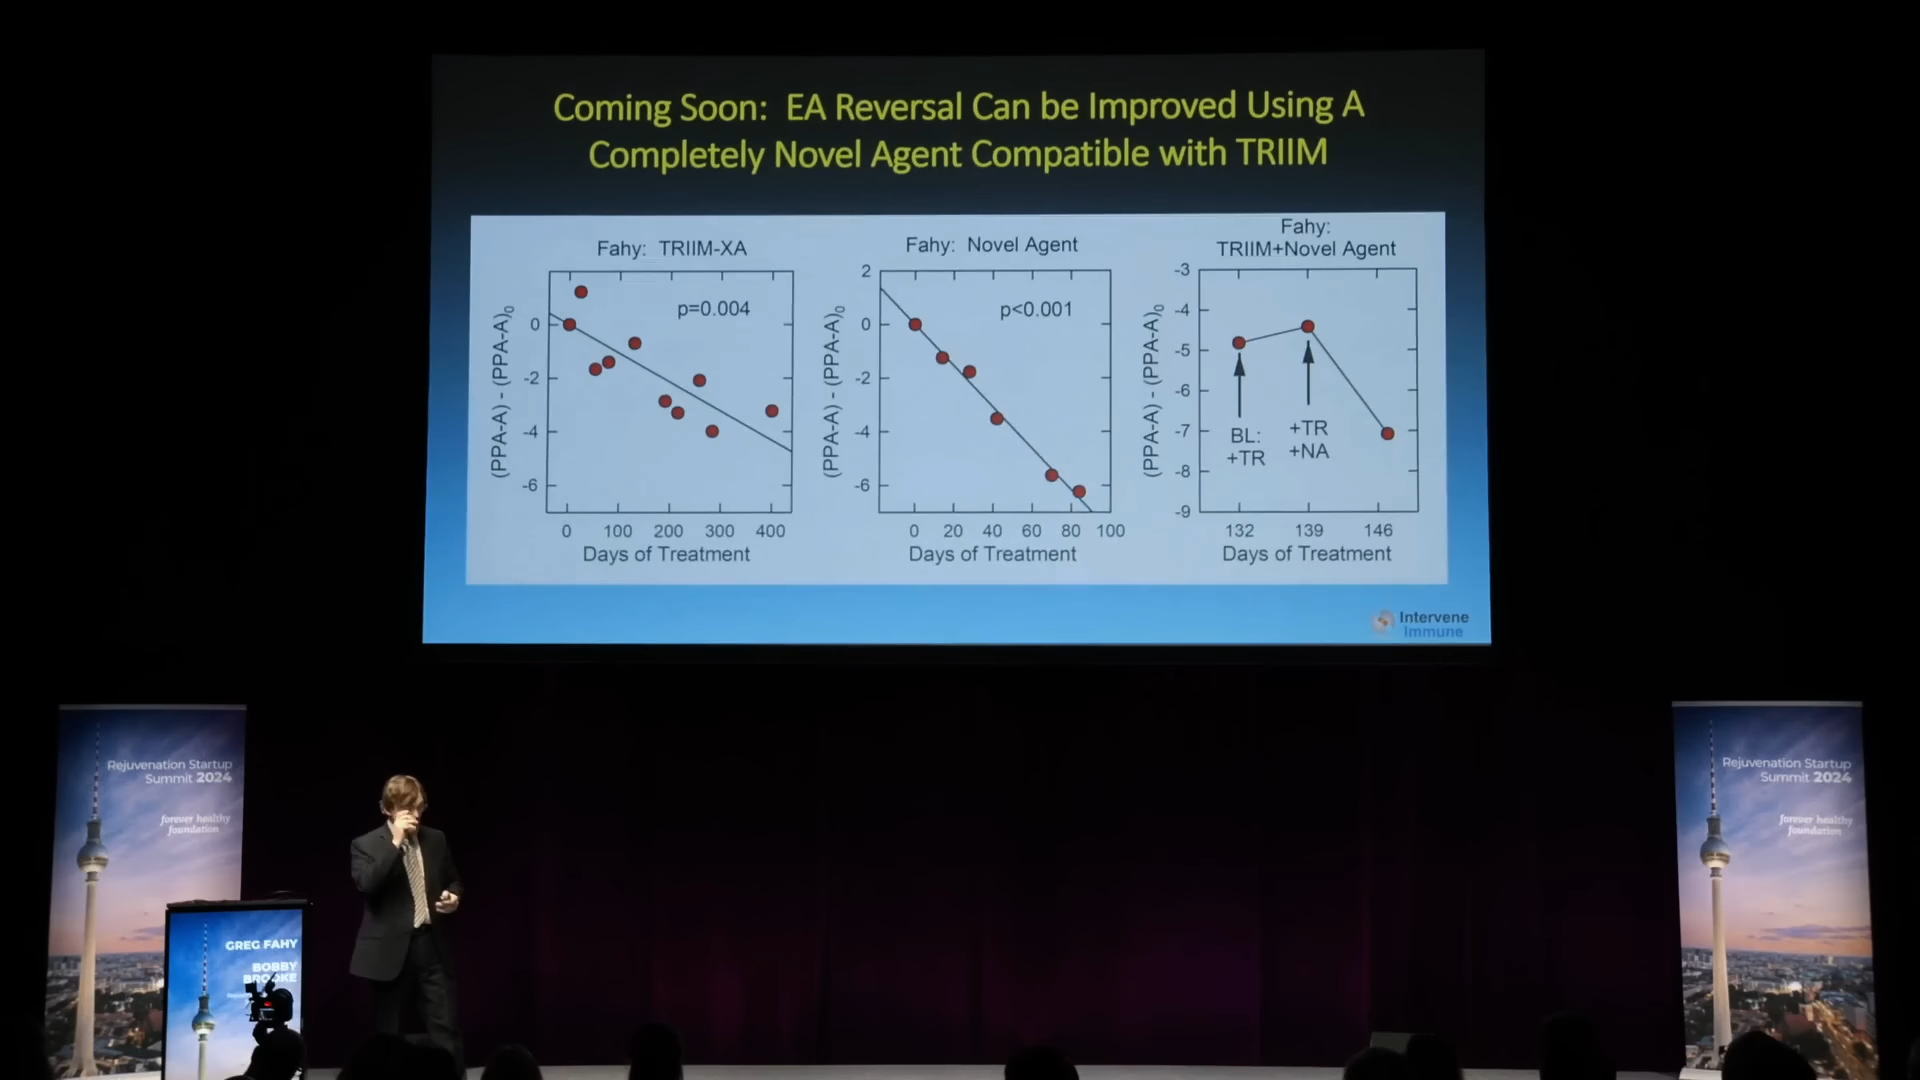 Coming Soon: EA Reversal Can be Improved Using A
Completely Novel Agent Compatible with TRIIM
Fahy: TRIIM-XA
(PPA-A) - (PPA-A)0
0
-2
-4
-6
p=0.004
0 100 200 300 400
Days of Treatment
Fahy: Novel Agent
(PPA-A) - (PPA-A)0
2
0
-2
-4
-6
p<0.001
0 20 40 60 80 100
Days of Treatment
Fahy:
TRIIM+Novel Agent
(PPA-A) - (PPA-A)0
-3
-4
-5
-6
-7
-8
-9
BL:
+TR
+TR
+NA
132 139 146
Days of Treatment
Intervene
Immune
Rejuvenation Startup
Summit 2024
forever healthy
foundation
GREG FAHY
BOBBY
BROOKE
Rejuvenation Startup
Summit 2024
forever healthy
foundation